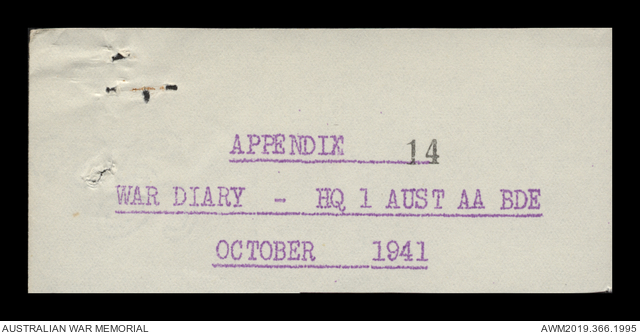 APPENDIX 14
WAR DIARY - HQ 1 AUST AA BDE
OCTOBER 1941
AUSTRALIAN WAR MEMORIAL AWM2019.366.1995